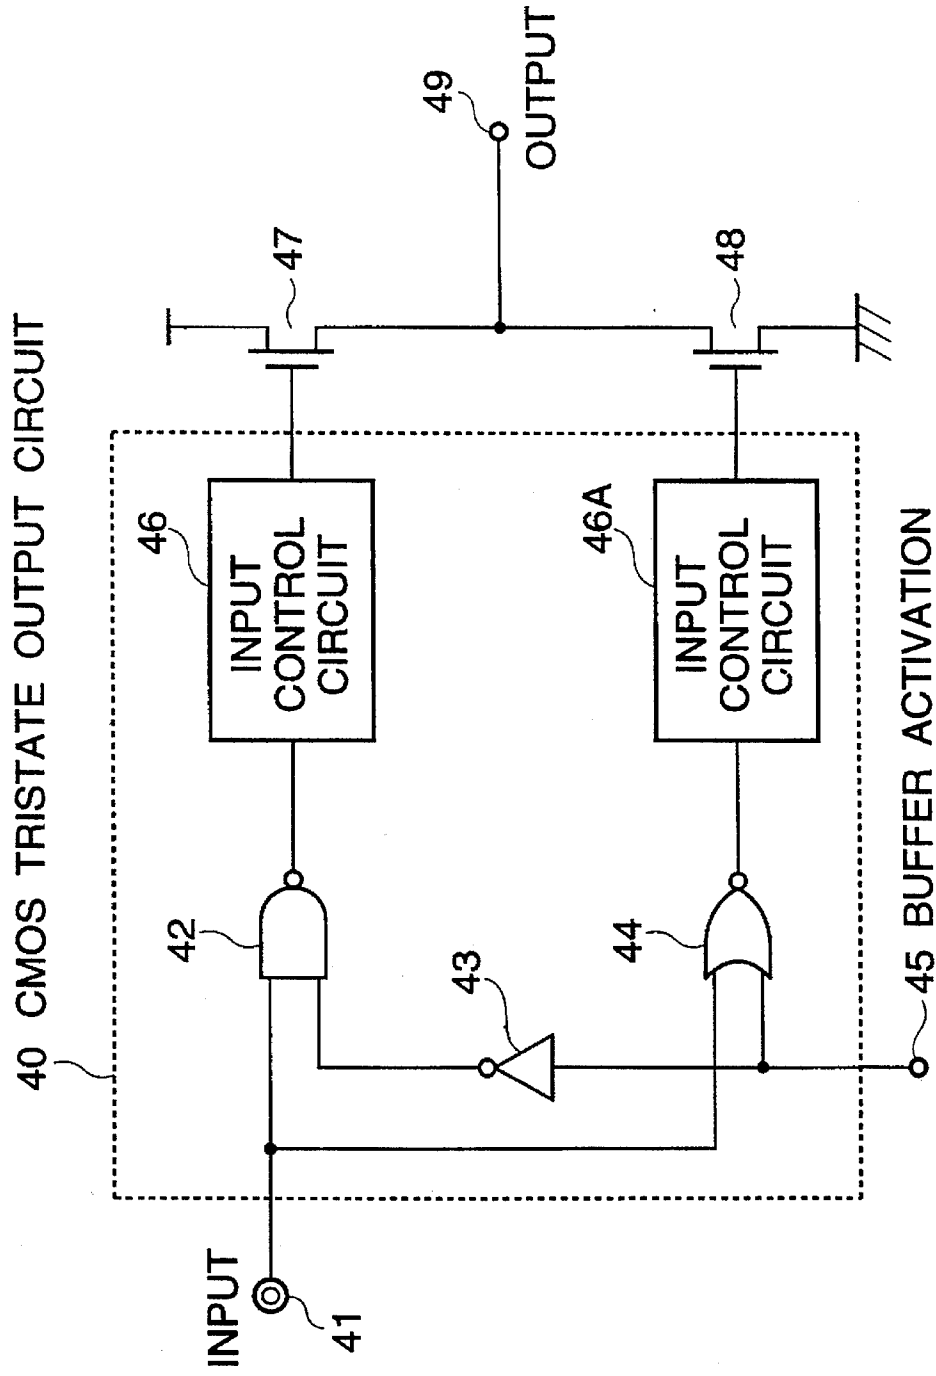 40 CMOS TRISTATE OUTPUT CIRCUIT
INPUT
41
42
43
44
45 BUFFER ACTIVATION
46
INPUT
CONTROL
CIRCUIT
46A
INPUT
CONTROL
CIRCUIT
47
48
49
OUTPUT